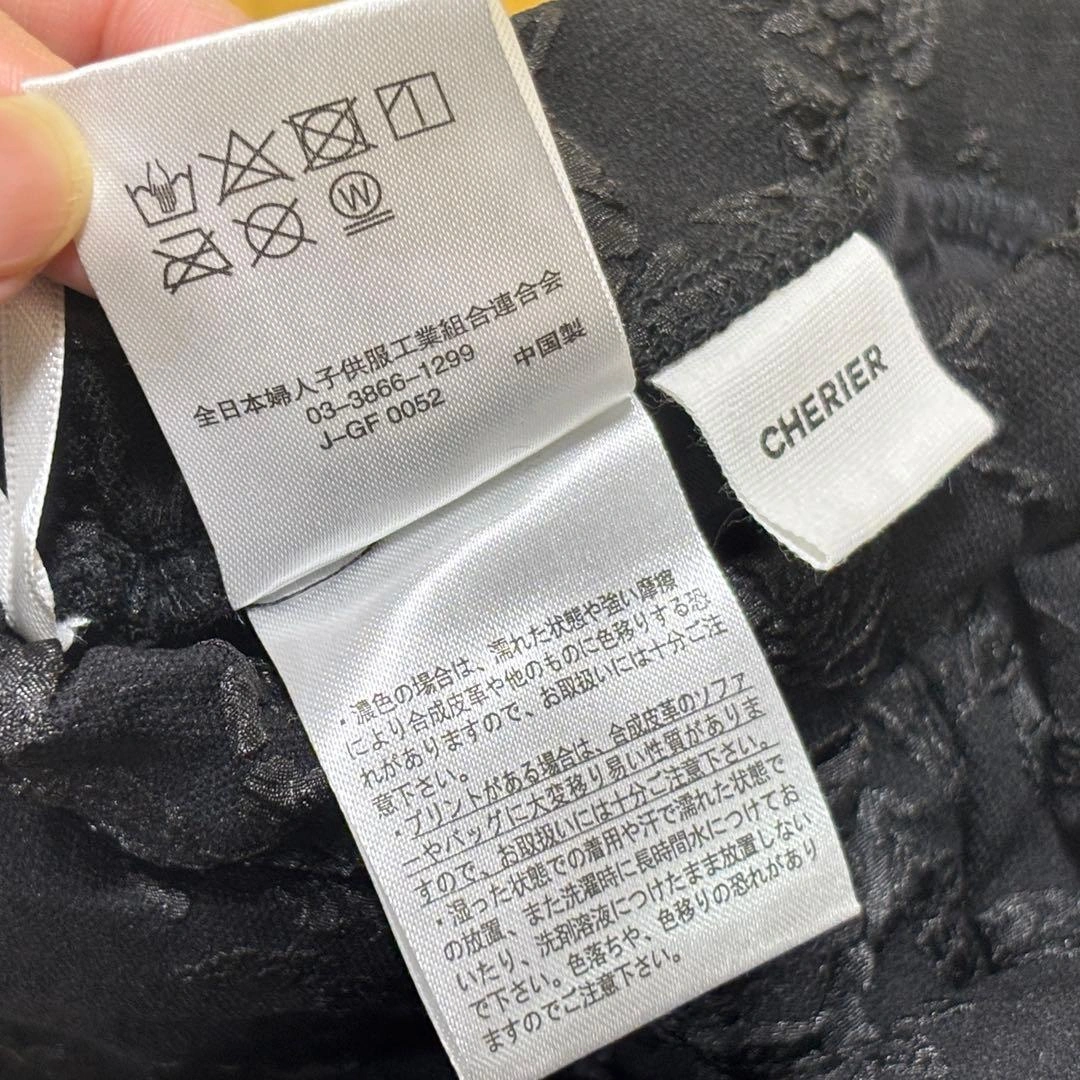 W
全日本婦人子供服工業組合連合会
03-3866-1299 中国製
J-GF 0052
CHERIER
・濃色の場合は、濡れた状態や強い摩擦
により合成皮革や他のものに色移りする恐
れがありますので、お取扱いには十分ご注
意下さい。
・プリントがある場合は、合成皮革のソファ
ーやバッグに大変移り易い性質がありま
すので、お取扱いには十分ご注意下さい。
・湿った状態での着用や汗で濡れた状態で
の放置、また洗濯時に長時間水につけてお
いたり、洗剤溶液につけたまま放置しない
で下さい。色落ちや、色移りの恐れがあり
ますのでご注意下さい。